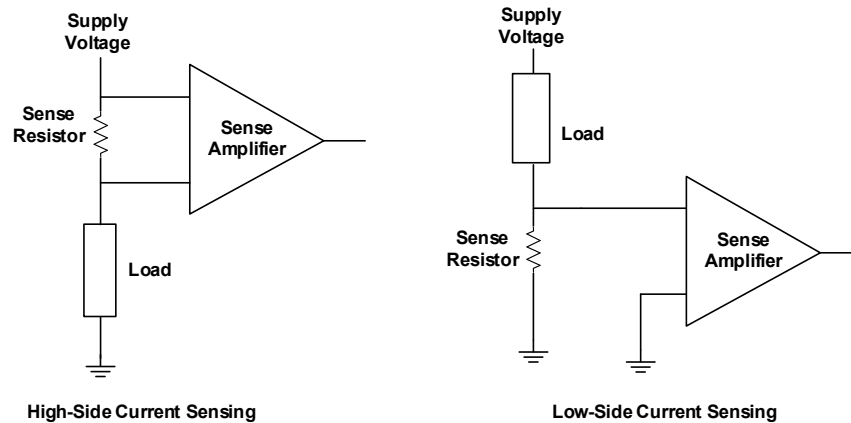 Supply
Voltage
Sense
Resistor
Sense
Amplifier
Load
High-Side Current Sensing
Supply
Voltage
Load
Sense
Resistor
Sense
Amplifier
Low-Side Current Sensing